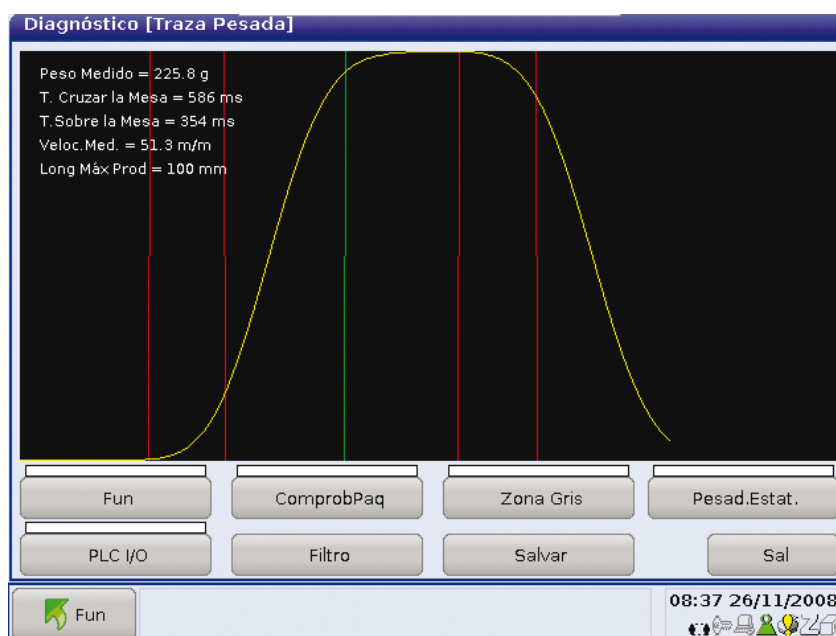 Diagnóstico [Traza Pesada]
Peso Medido = 225.8 g
T. Cruzar la Mesa = 586 ms
T.Sobre la Mesa = 354 ms
Veloc.Med. = 51.3 m/m
Long Máx Prod = 100 mm
Fun
ComprobPaq
Zona Gris
Pesad.Estat.
PLC I/O
Filtro
Salvar
Sal
Fun
08:37 26/11/2008